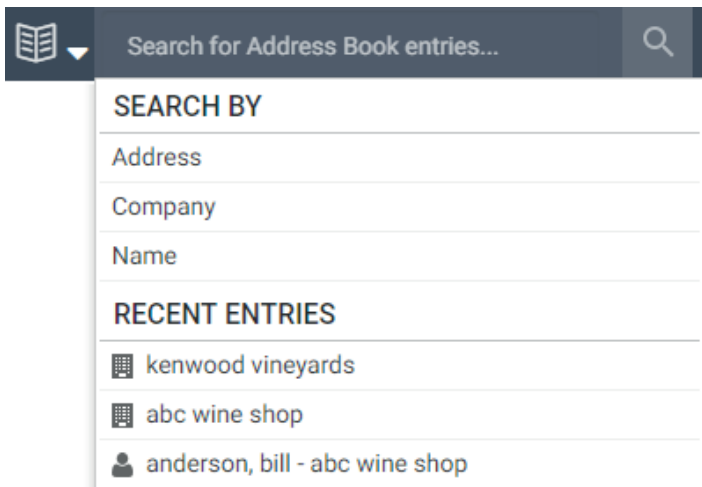 Search for Address Book entries...
SEARCH BY
Address
Company
Name
RECENT ENTRIES
kenwood vineyards
abc wine shop
anderson, bill - abc wine shop